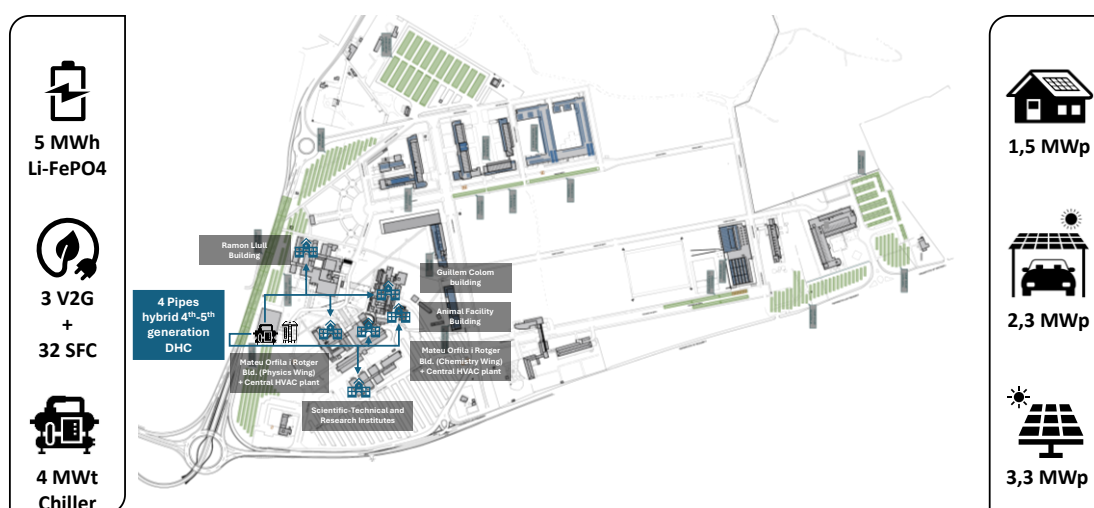 5 MWh
Li-FePO4
3 V2G
+
32 SFC
4 MWt
Chiller
Ramon Llull
Building
Guillem Colom
building
4 Pipes
hybrid 4th-5th
generation
DHC
Animal Facility
Building
Mateu Orfila i Rotger
Bld. (Physics Wing)
+ Central HVAC plant
Mateu Orfila i Rotger
Bld. (Chemistry Wing)
+ Central HVAC plant
Scientific-Technical and
Research Institutes
1,5 MWp
2,3 MWp
3,3 MWp